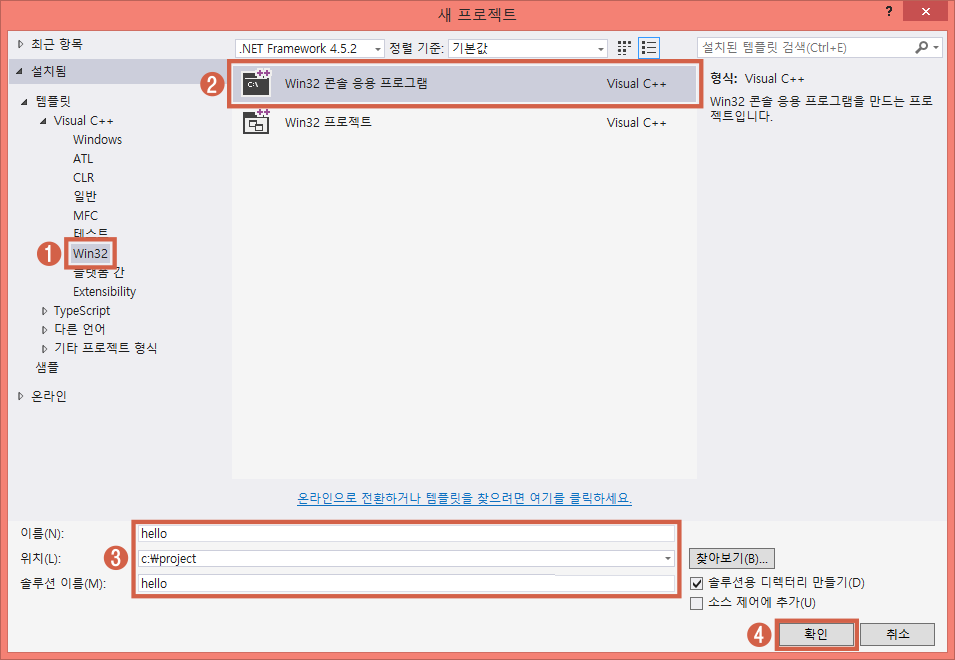 새 프로젝트
?
최근 항목
.NET Framework 4.5.2
정렬 기준:
기본값
설치된 템플릿 검색(Ctrl+E)
설치됨
템플릿
Visual C++
Windows
ATL
CLR
일반
MFC
테스트
1
Win32
플랫폼 간
Extensibility
TypeScript
다른 언어
기타 프로젝트 형식
샘플
온라인
2
C:\
Win32 콘솔 응용 프로그램
Visual C++
Win32 프로젝트
Visual C++
형식: Visual C++
Win32 콘솔 응용 프로그램을 만드는 프로
젝트입니다.
온라인으로 전환하거나 템플릿을 찾으려면 여기를 클릭하세요.
이름(N):
hello
위치(L):
3
c:₩project
찾아보기(B)...
솔루션 이름(M):
hello
솔루션용 디렉터리 만들기(D)
소스 제어에 추가(U)
4
확인
취소